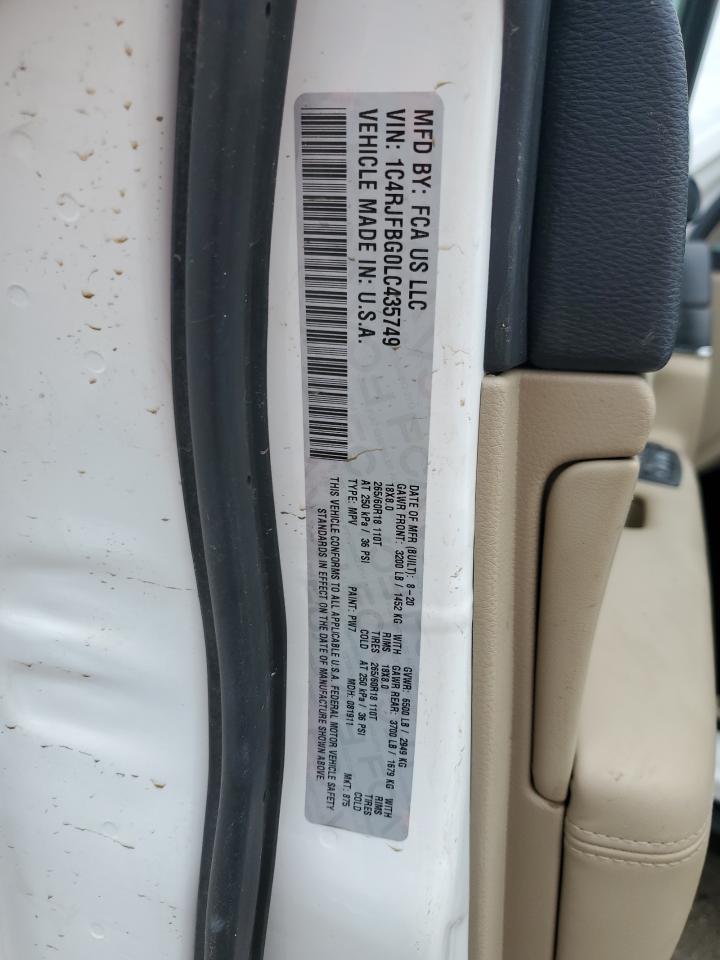 MFD BY: FCA US LLC
VIN: 1C4RJFBG0LC435749
VEHICLE MADE IN: U.S.A.
DATE OF MFR (BUILT): 8-20 GVWR: 6500 LB / 2949 KG
GAWR FRONT: 3200 LB / 1452 KG WITH GAWR REAR: 3700 LB / 1679 KG WITH
18X8.0 RIMS 18X8.0 RIMS
265/60R18 110T TIRES 265/60R18 110T TIRES
AT 250 kPa / 36 PSI COLD AT 250 kPa / 36 PSI COLD
TYPE: MPV PAINT: PW7 MDH: 081911 MKT: 875
THIS VEHICLE CONFORMS TO ALL APPLICABLE U.S.A. FEDERAL MOTOR VEHICLE SAFETY
STANDARDS IN EFFECT ON THE DATE OF MANUFACTURE SHOWN ABOVE